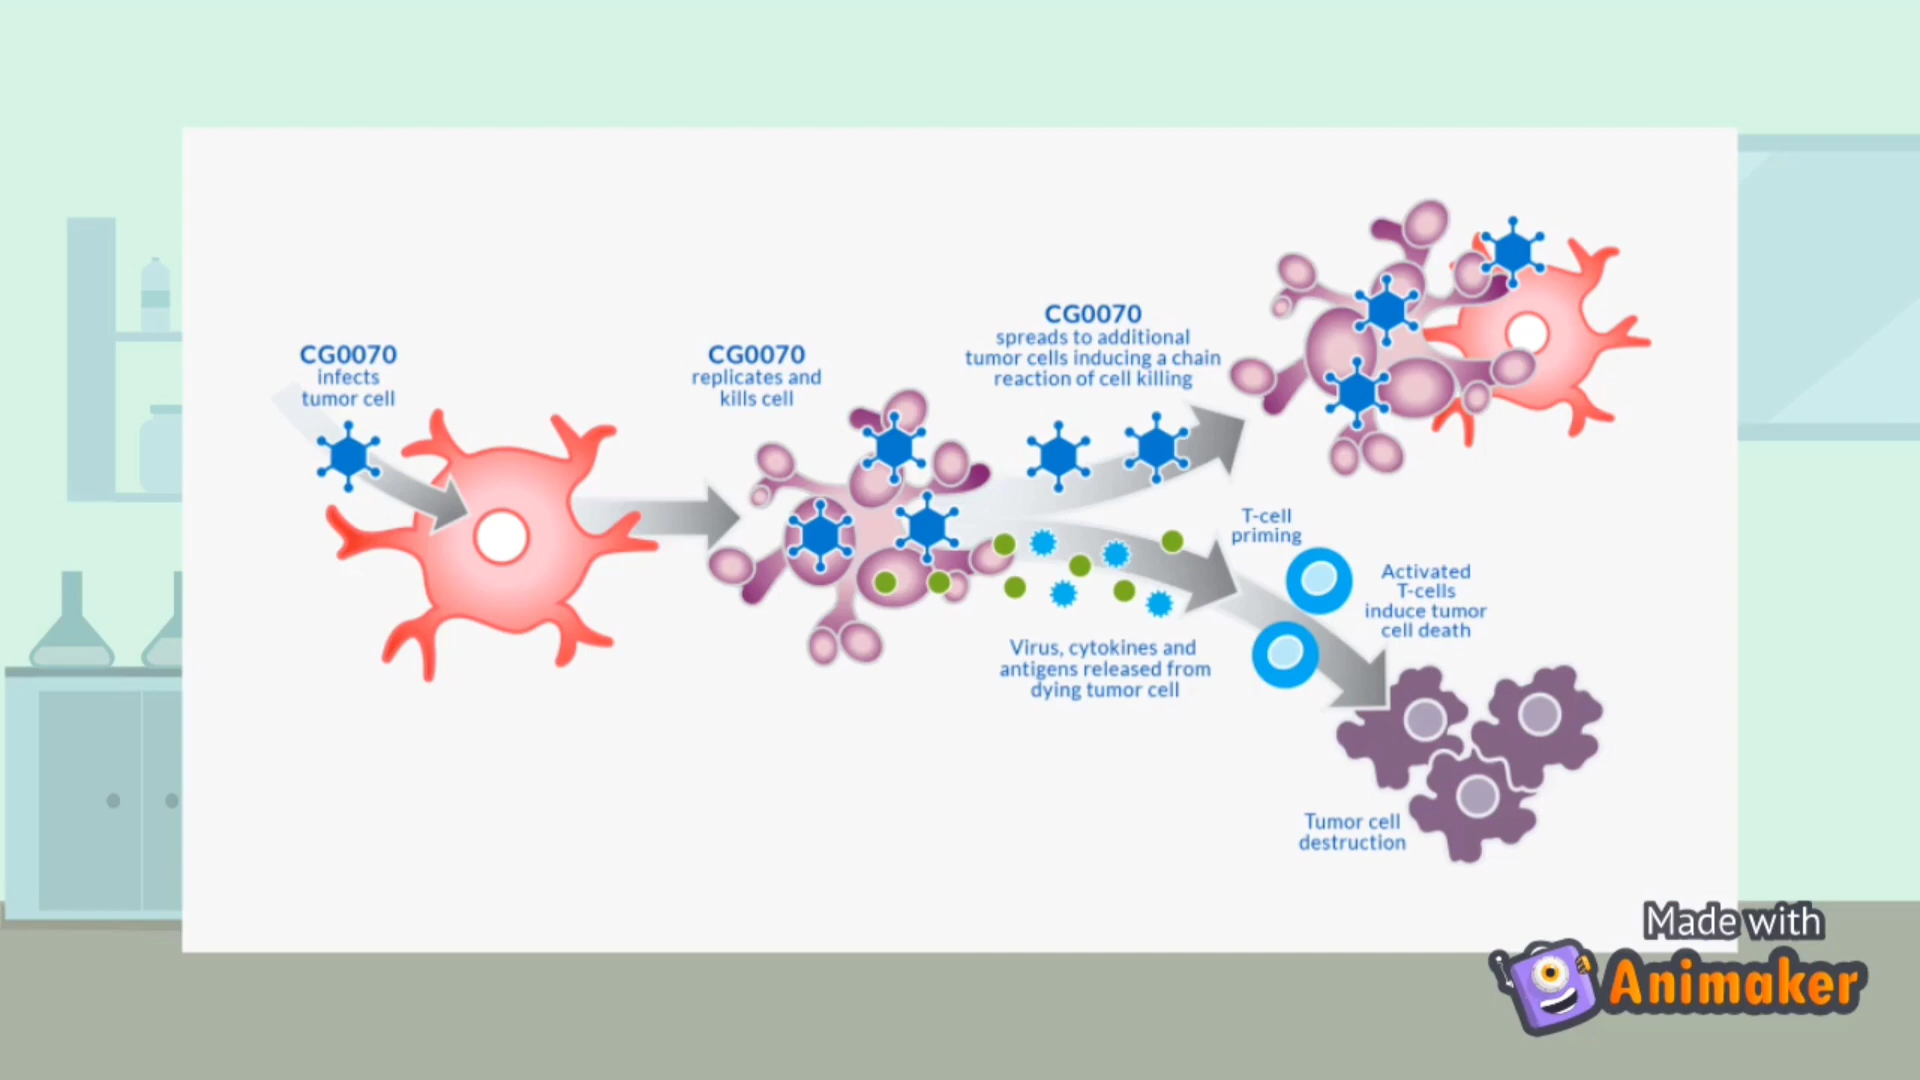 CG0070
infects
tumor cell
CG0070
replicates and
kills cell
CG0070
spreads to additional
tumor cells inducing a chain
reaction of cell killing
T-cell
priming
Activated
T-cells
induce tumor
cell death
Virus, cytokines and
antigens released from
dying tumor cell
Tumor cell
destruction
Made with
Animaker